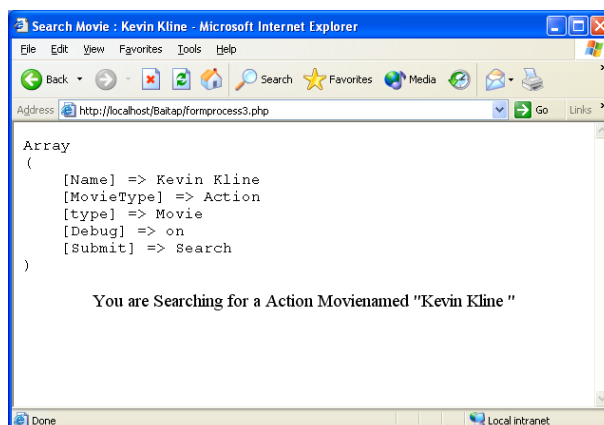 Search Movie : Kevin Kline - Microsoft Internet Explorer
File Edit View Favorites Tools Help
Back Search Favorites Media
Address http://localhost/Baitap/formprocess3.php Go Links
Array
(
[Name] => Kevin Kline
[MovieType] => Action
[type] => Movie
[Debug] => on
[Submit] => Search
)
You are Searching for a Action Movienamed "Kevin Kline "
Done Local intranet